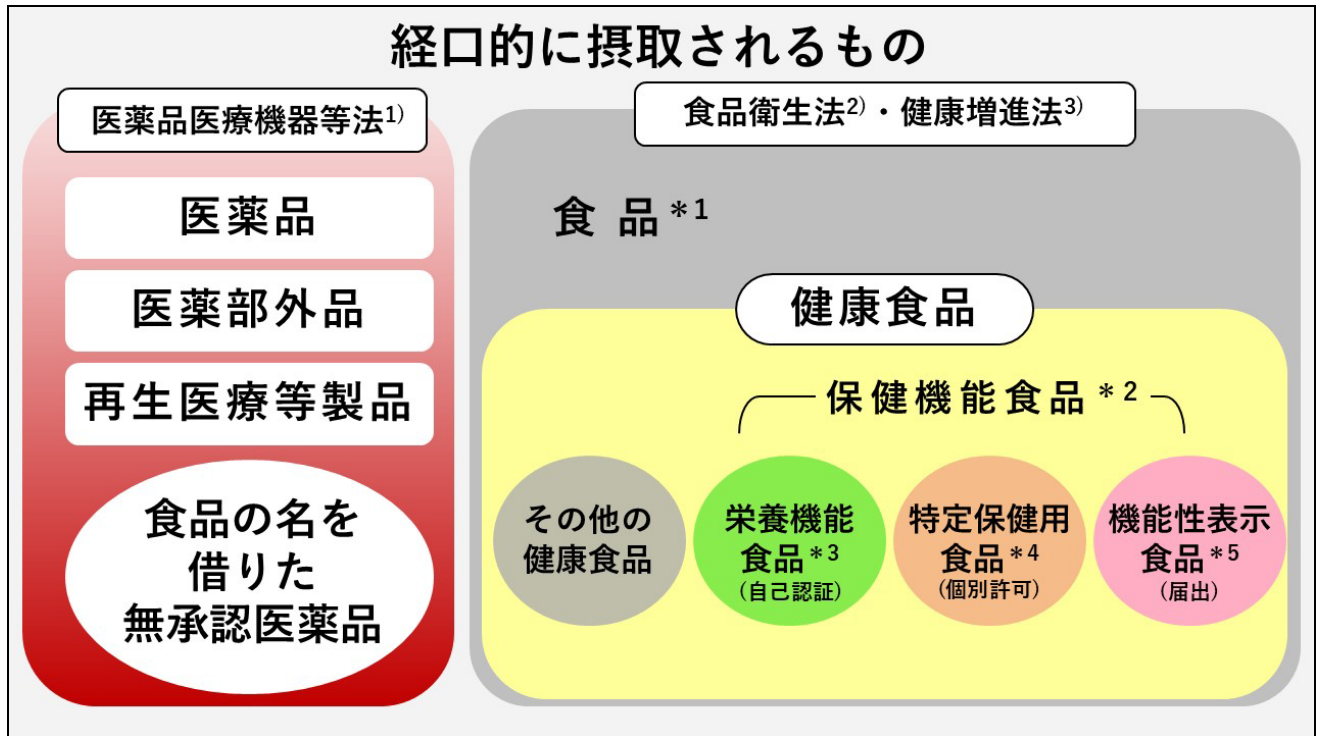 経口的に摂取されるもの
医薬品医療機器等法1)
医薬品
医薬部外品
再生医療等製品
食品の名を
借りた
無承認医薬品
食品衛生法2)・健康増進法3)
食 品*1
健康食品
保健機能食品*2
その他の
健康食品
栄養機能
食品*3
(自己認証)
特定保健用
食品*4
(個別許可)
機能性表示
食品*5
(届出)